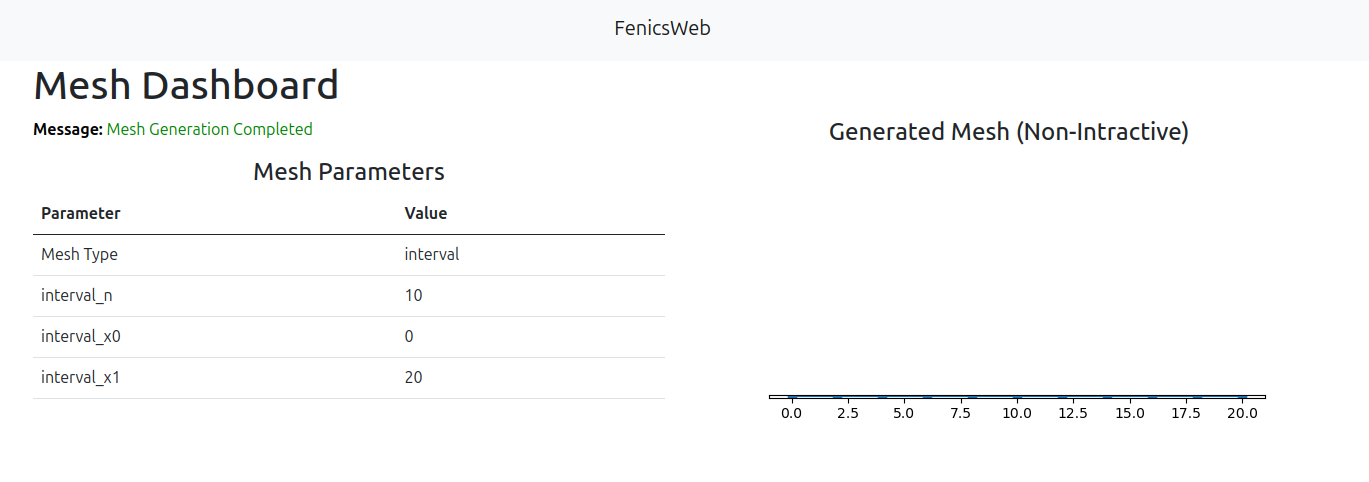 FenicsWeb
Mesh Dashboard
Message: Mesh Generation Completed
Mesh Parameters
Parameter Value
Mesh Type interval
interval_n 10
interval_x0 0
interval_x1 20
Generated Mesh (Non-Intractive)
0.0 2.5 5.0 7.5 10.0 12.5 15.0 17.5 20.0